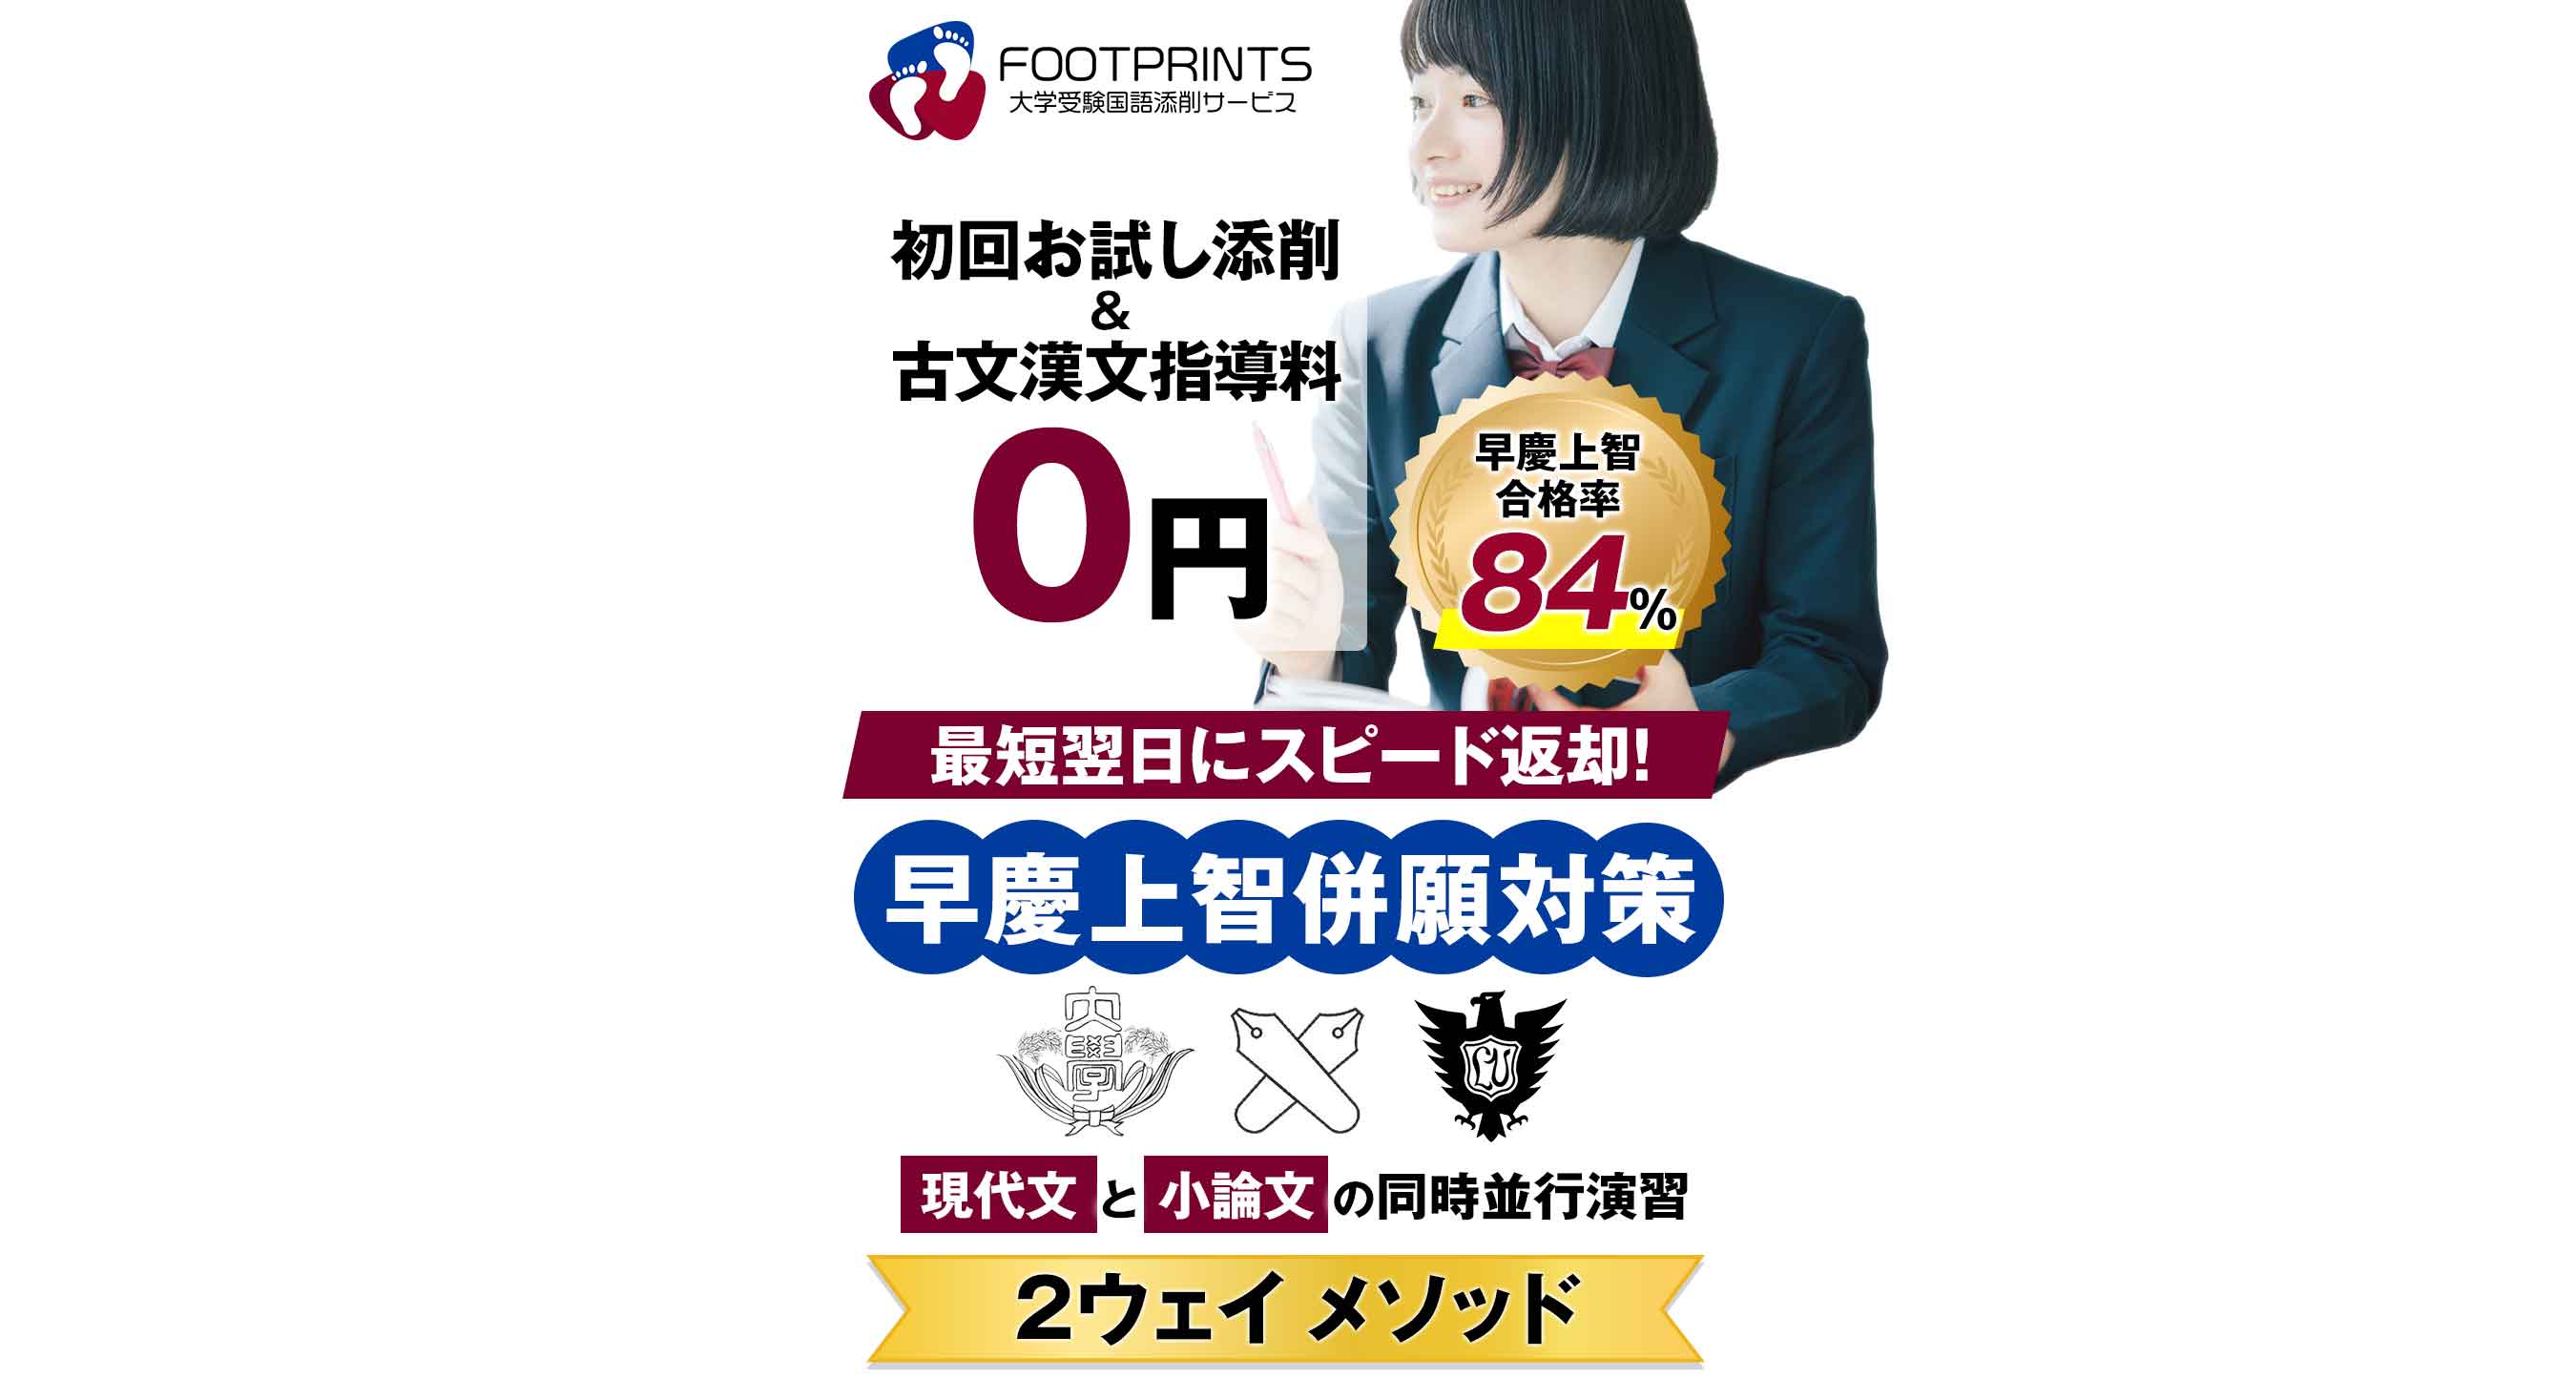 FOOTPRINTS
大学受験国語添削サービス
初回お試し添削
&
古文漢文指導料
0円
早慶上智
合格率
84%
最短翌日にスピード返却!
早慶上智併願対策
大學
LU
現代文と小論文の同時並行演習
2ウェイ メソッド